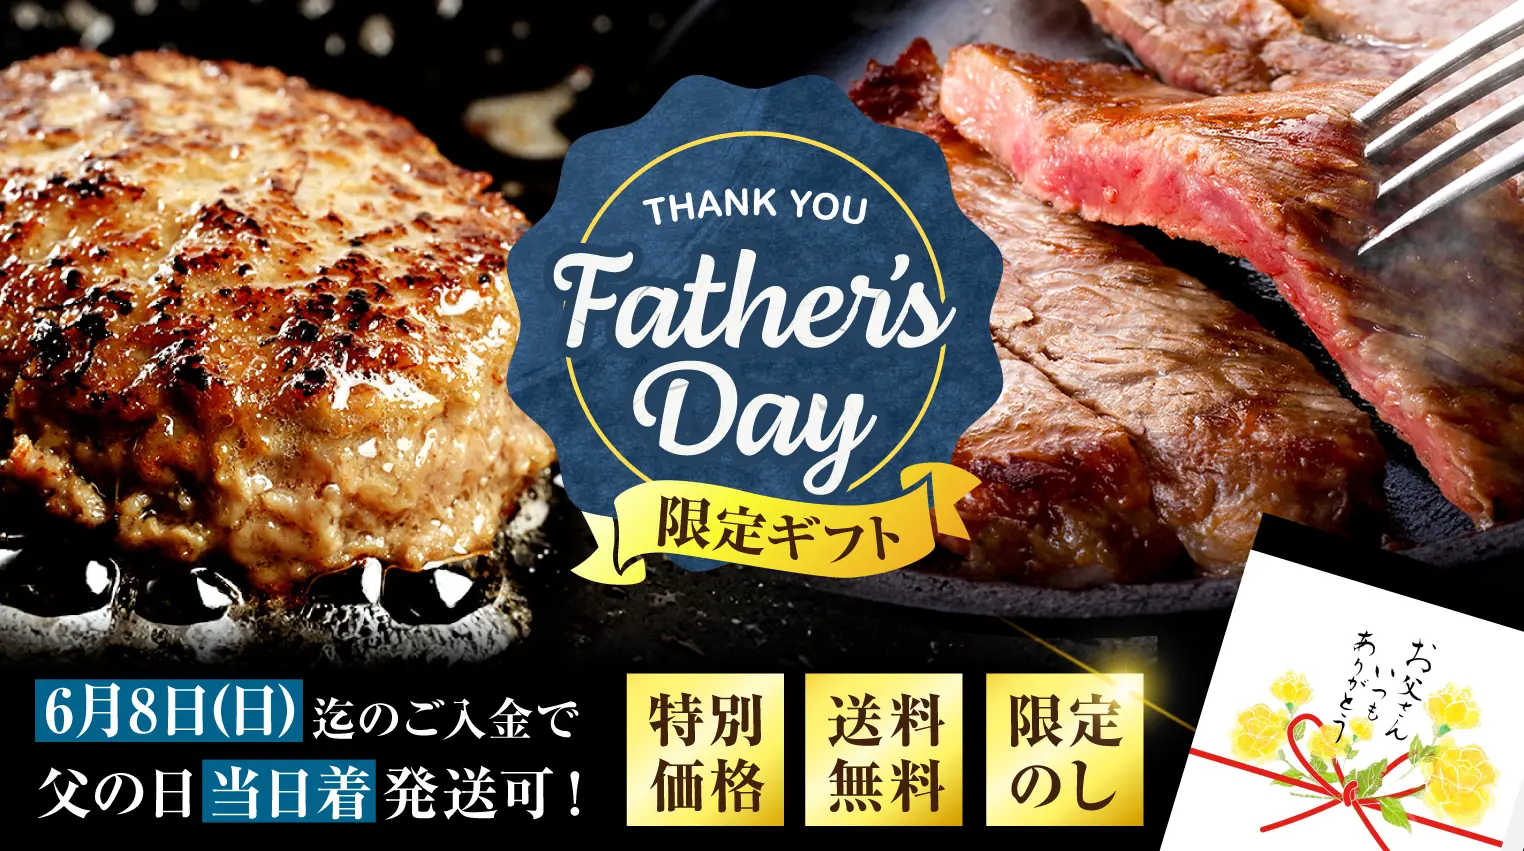 THANK YOU
Father's
Day
限定ギフト
6月8日(日)迄のご入金で
父の日当日着発送可！
特別
価格
送料
無料
限定
のし
お父さん
いつも
ありがとう